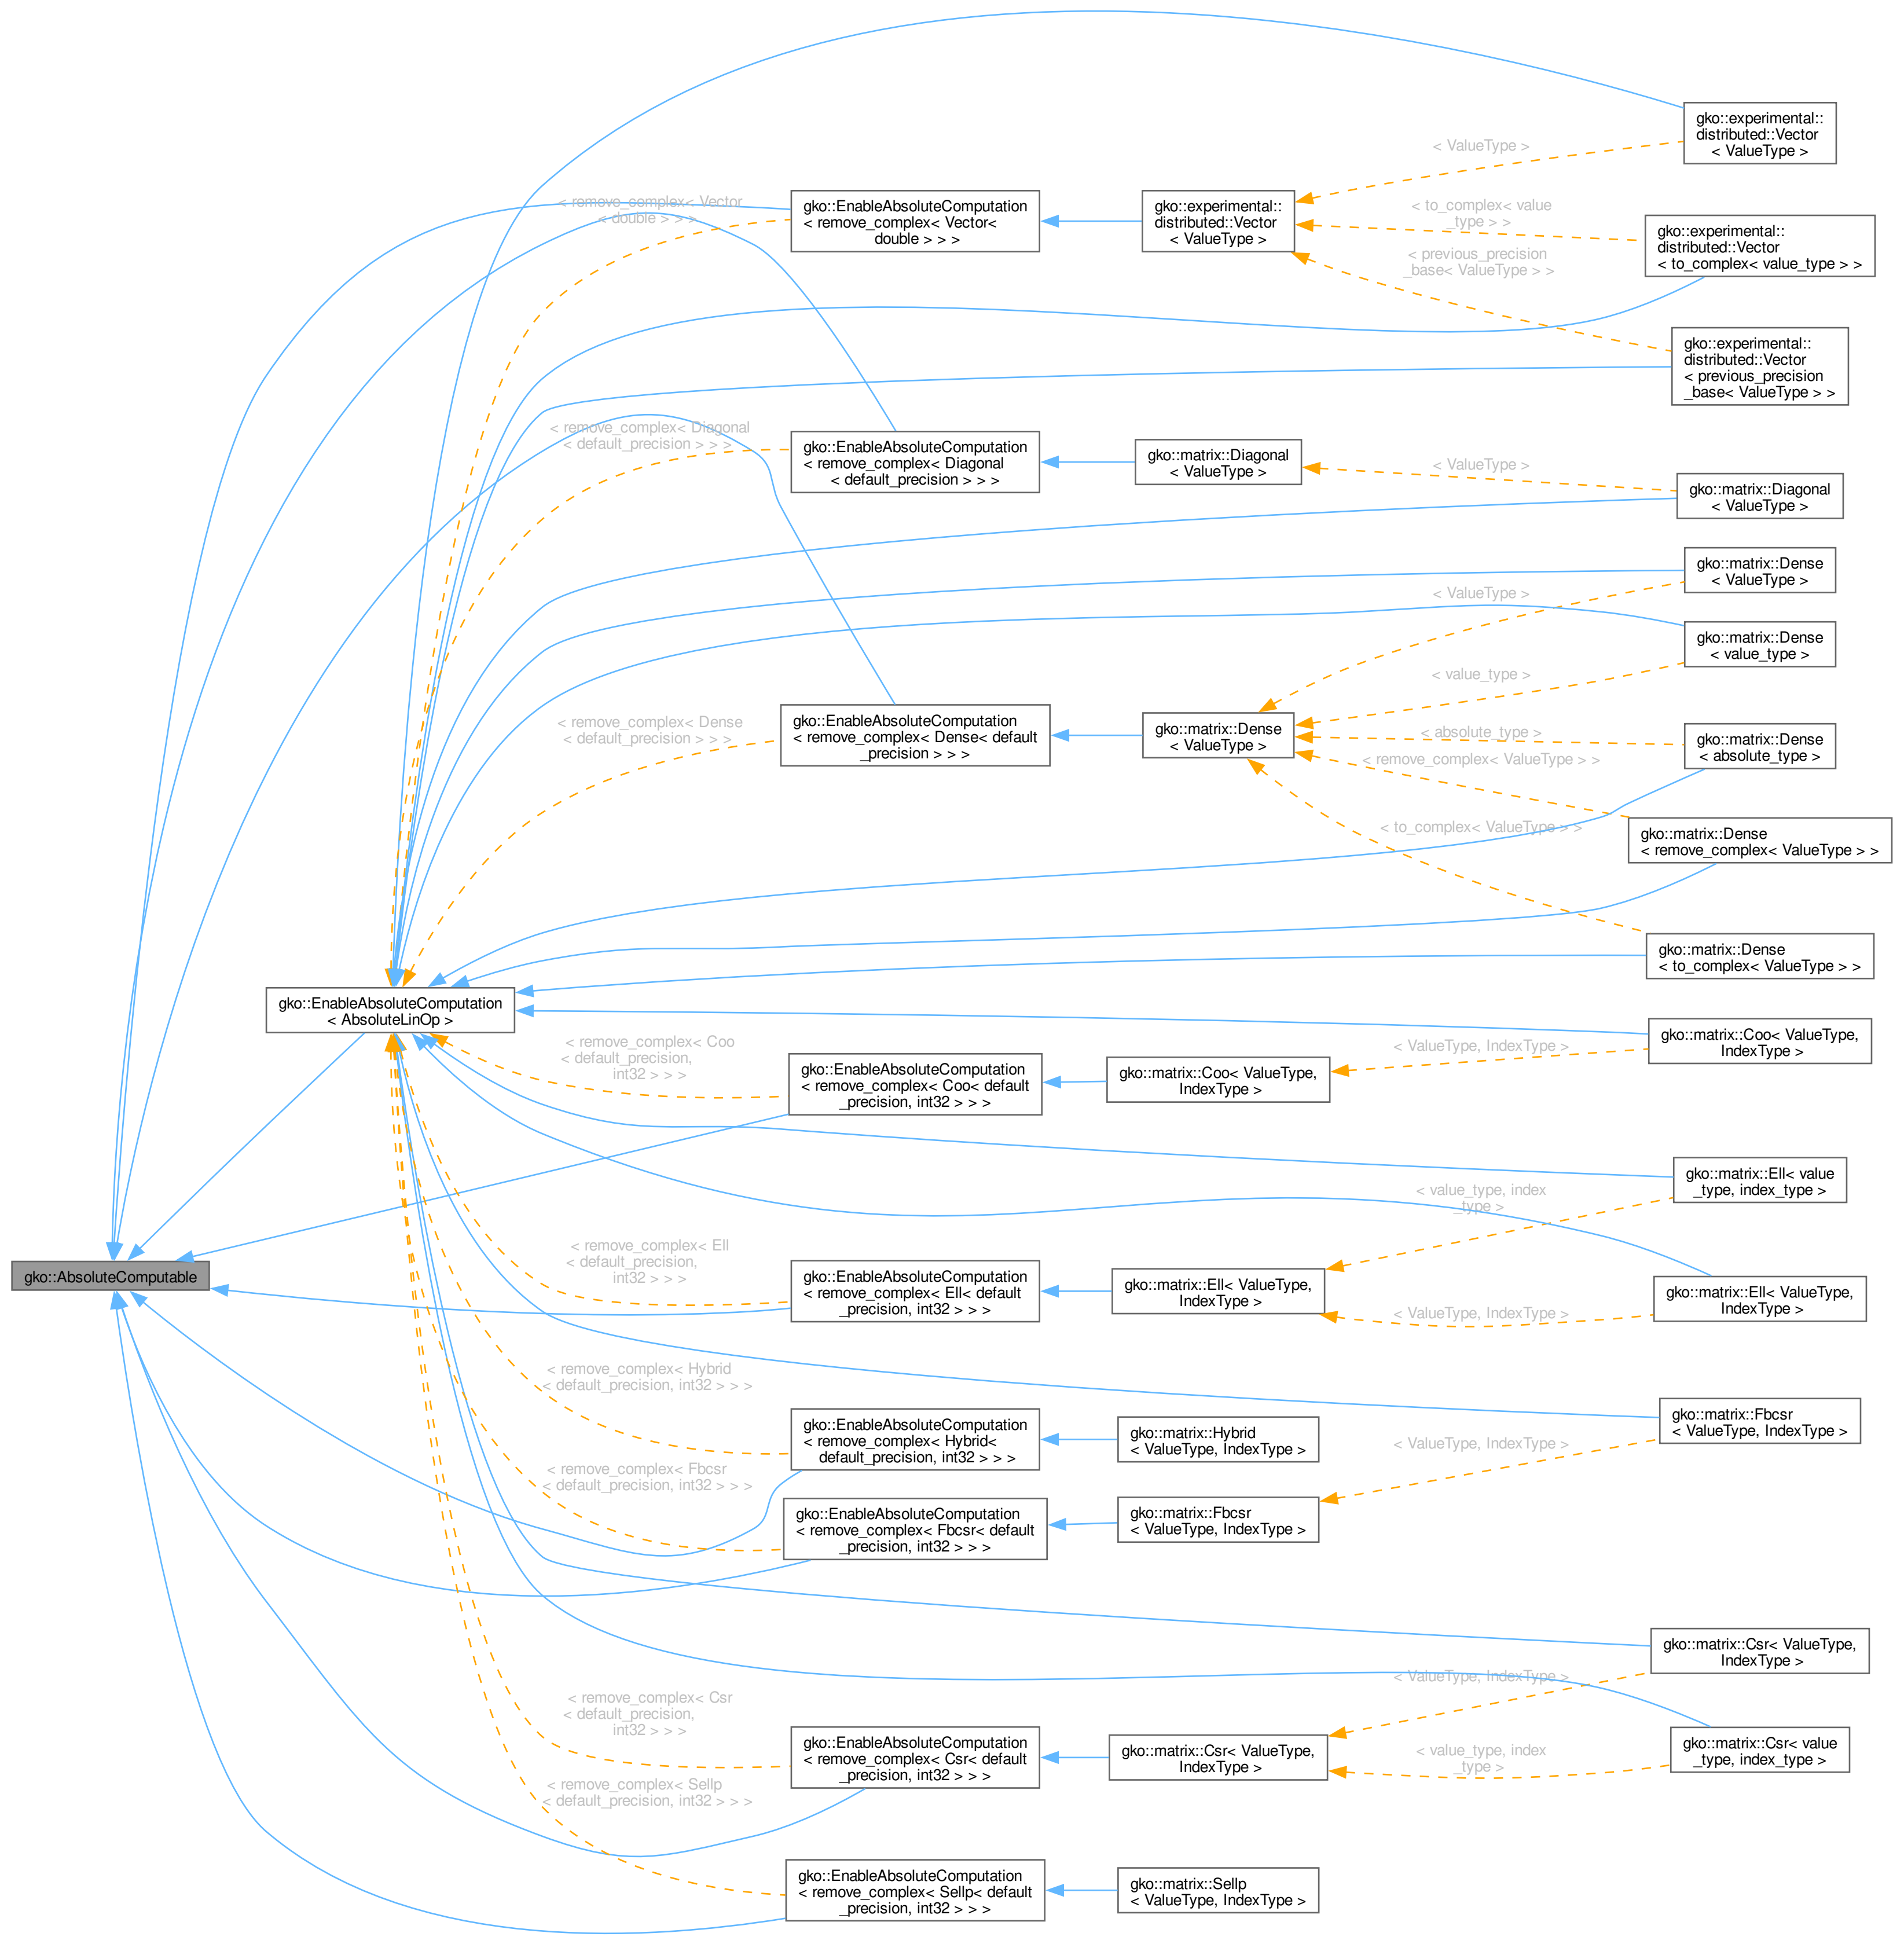 gko::AbsoluteComputable
gko::EnableAbsoluteComputation
< AbsoluteLinOp >
< remove_complex< Vector
< double > > >
gko::EnableAbsoluteComputation
< remove_complex< Vector<
double > > >
gko::experimental::
distributed::Vector
< ValueType >
< ValueType >
gko::experimental::
distributed::Vector
< ValueType >
< to_complex< value
_type > >
gko::experimental::
distributed::Vector
< to_complex< value_type > >
< previous_precision
_base< ValueType > >
gko::experimental::
distributed::Vector
< previous_precision
_base< ValueType > >
< remove_complex< Diagonal
< default_precision > > >
gko::EnableAbsoluteComputation
< remove_complex< Diagonal
< default_precision > > >
gko::matrix::Diagonal
< ValueType >
< ValueType >
gko::matrix::Diagonal
< ValueType >
< remove_complex< Dense
< default_precision > > >
gko::EnableAbsoluteComputation
< remove_complex< Dense< default
_precision > > >
gko::matrix::Dense
< ValueType >
< ValueType >
gko::matrix::Dense
< ValueType >
< value_type >
gko::matrix::Dense
< value_type >
< absolute_type >
gko::matrix::Dense
< absolute_type >
< remove_complex< ValueType > >
gko::matrix::Dense
< remove_complex< ValueType > >
< to_complex< ValueType > >
gko::matrix::Dense
< to_complex< ValueType > >
< remove_complex< Coo
< default_precision,
int32 > > >
gko::EnableAbsoluteComputation
< remove_complex< Coo< default
_precision, int32 > > >
gko::matrix::Coo< ValueType,
IndexType >
< ValueType, IndexType >
gko::matrix::Coo< ValueType,
IndexType >
< remove_complex< Ell
< default_precision,
int32 > > >
gko::EnableAbsoluteComputation
< remove_complex< Ell< default
_precision, int32 > > >
gko::matrix::Ell< ValueType,
IndexType >
< value_type, index
_type >
gko::matrix::Ell< value
_type, index_type >
< ValueType, IndexType >
gko::matrix::Ell< ValueType,
IndexType >
< remove_complex< Hybrid
< default_precision, int32 > > >
gko::EnableAbsoluteComputation
< remove_complex< Hybrid<
default_precision, int32 > > >
gko::matrix::Hybrid
< ValueType, IndexType >
< remove_complex< Fbcsr
< default_precision, int32 > > >
gko::EnableAbsoluteComputation
< remove_complex< Fbcsr< default
_precision, int32 > > >
gko::matrix::Fbcsr
< ValueType, IndexType >
< ValueType, IndexType >
gko::matrix::Fbcsr
< ValueType, IndexType >
< remove_complex< Csr
< default_precision,
int32 > > >
gko::EnableAbsoluteComputation
< remove_complex< Csr< default
_precision, int32 > > >
gko::matrix::Csr< ValueType,
IndexType >
< ValueType, IndexType >
gko::matrix::Csr< ValueType,
IndexType >
< value_type, index
_type >
gko::matrix::Csr< value
_type, index_type >
< remove_complex< Sellp
< default_precision, int32 > > >
gko::EnableAbsoluteComputation
< remove_complex< Sellp< default
_precision, int32 > > >
gko::matrix::Sellp
< ValueType, IndexType >